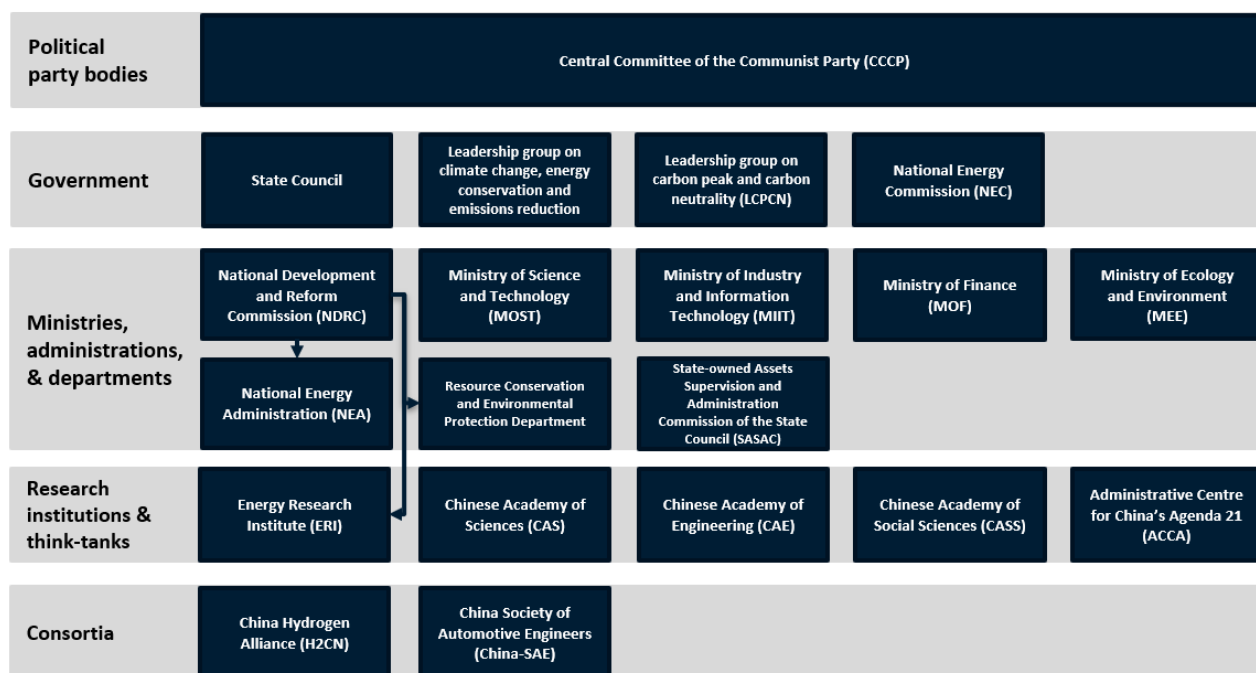 Political
party bodies
Central Committee of the Communist Party (CCCP)
Government
State Council
Leadership group on
climate change, energy
conservation and
emissions reduction
Leadership group on
carbon peak and carbon
neutrality (LCPCN)
National Energy
Commission (NEC)
Ministries,
administrations,
& departments
National Development
and Reform
Commission (NDRC)
Ministry of Science
and Technology
(MOST)
Ministry of Industry
and Information
Technology (MIIT)
Ministry of Finance
(MOF)
Ministry of Ecology
and Environment
(MEE)
National Energy
Administration (NEA)
Resource Conservation
and Environmental
Protection Department
State-owned Assets
Supervision and
Administration
Commission of the State
Council (SASAC)
Research
institutions &
think-tanks
Energy Research
Institute (ERI)
Chinese Academy of
Sciences (CAS)
Chinese Academy of
Engineering (CAE)
Chinese Academy of
Social Sciences (CASS)
Administrative Centre
for China's Agenda 21
(ACCA)
Consortia
China Hydrogen
Alliance (H2CN)
China Society of
Automotive Engineers
(China-SAE)